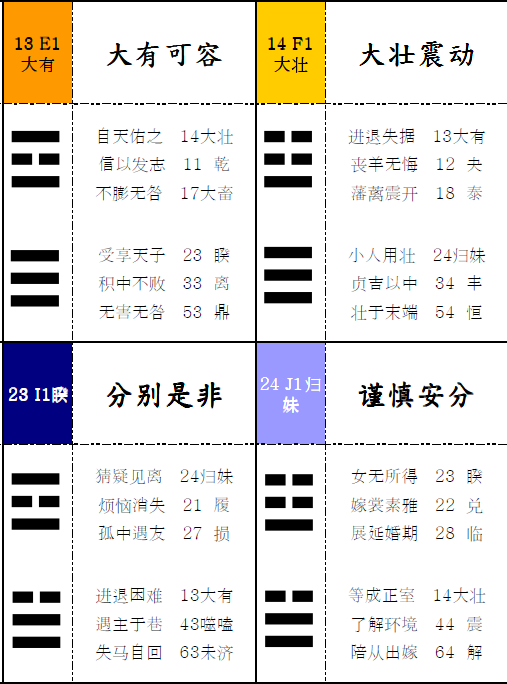 13 E1
大有
大有可容
14 F1
大壮
大壮震动
自天佑之 14大壮
信以发志 11 乾
不膨无咎 17大畜
受享天子 23 睽
积中不败 33 离
无害无咎 53 鼎
进退失据 13大有
丧羊无悔 12 夬
藩离震开 18 泰
小人用壮 24归妹
贞吉以中 34 丰
壮于末端 54 恒
23 I1睽
分别是非
24 J1归
妹
谨慎安分
猜疑见离 24归妹
烦恼消失 21 履
孤中遇友 27 损
进退困难 13大有
遇主于巷 43噬嗑
失马自回 63未济
女无所得 23 睽
嫁裳素雅 22 兑
展延婚期 28 临
等成正室 14大壮
了解环境 44 震
陪从出嫁 64 解